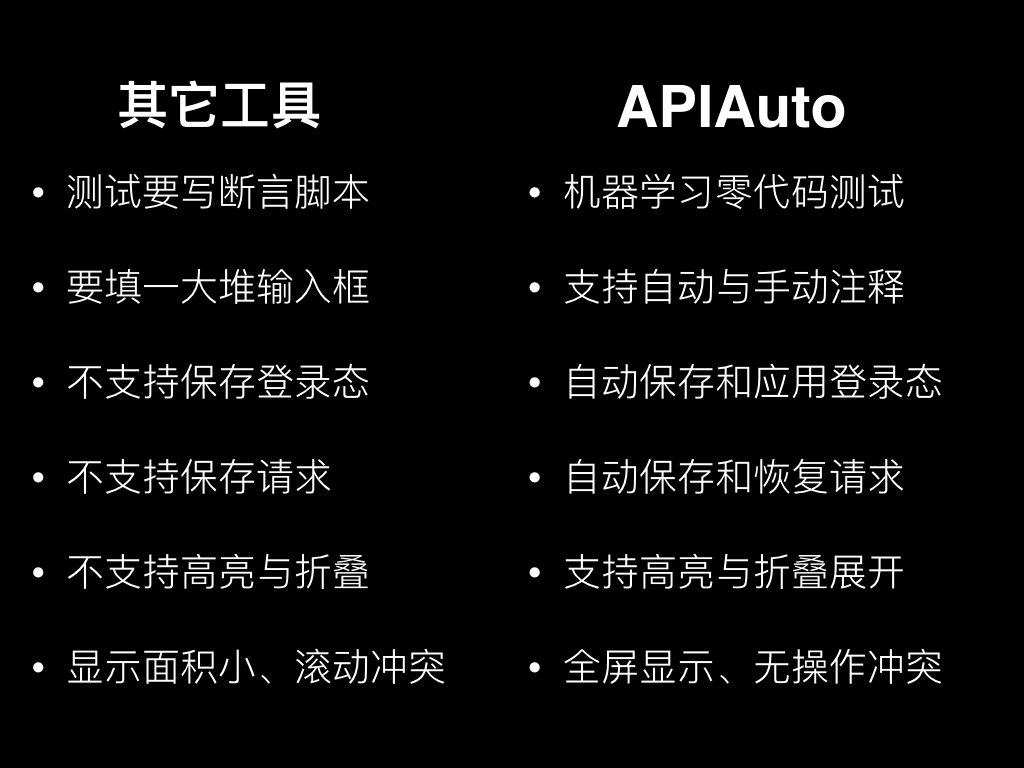 其它工具
• 测试要写断言脚本
• 要填一大堆输入框
• 不支持保存登录态
• 不支持保存请求
• 不支持高亮与折叠
• 显示面积小、滚动冲突
APIAuto
• 机器学习零代码测试
• 支持自动与手动注释
• 自动保存和应用登录态
• 自动保存和恢复请求
• 支持高亮与折叠展开
• 全屏显示、无操作冲突